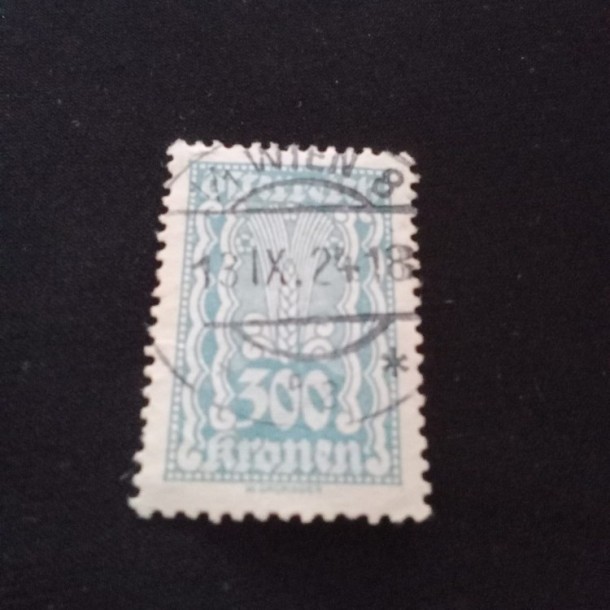 WIEN 8
13.IX.24-18
*
300
Kronen